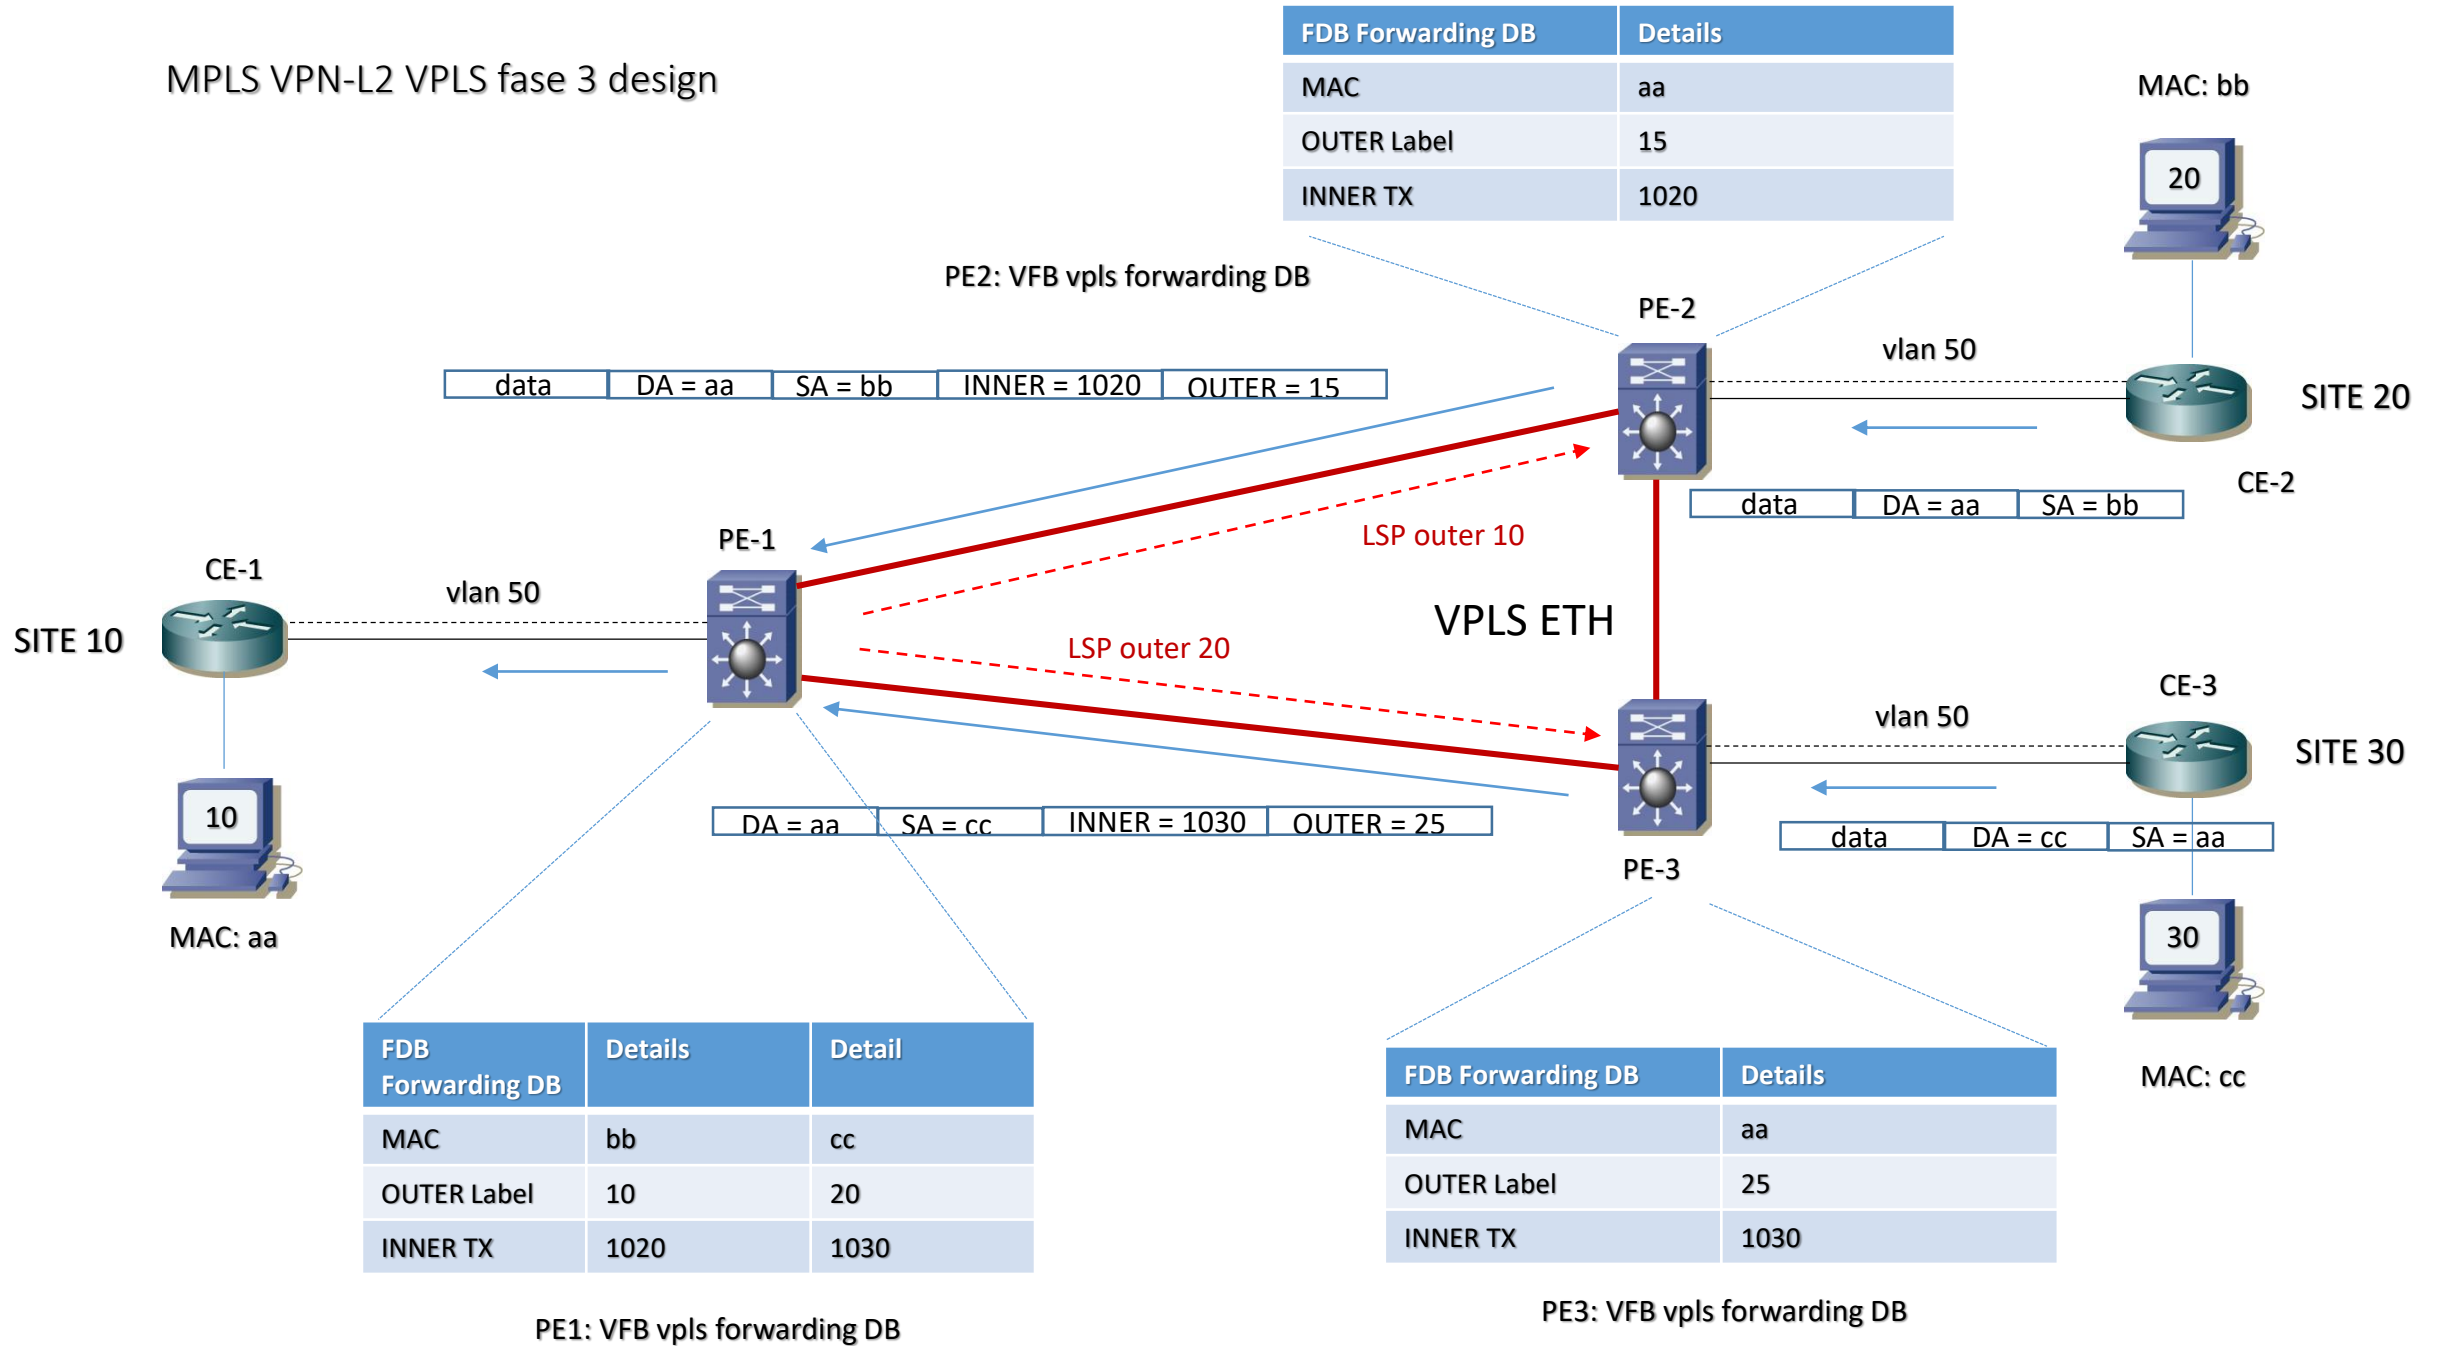 MPLS VPN-L2 VPLS fase 3 design
FDB Forwarding DB Details
MAC aa
OUTER Label 15
INNER TX 1020
MAC: bb
20
PE2: VFB vpls forwarding DB
PE-2
vlan 50
data DA = aa SA = bb INNER = 1020 OUTER = 15
SITE 20
CE-2
data DA = aa SA = bb
LSP outer 10
PE-1
CE-1
vlan 50
SITE 10
VPLS ETH
LSP outer 20
CE-3
vlan 50
SITE 30
10
DA = aa SA = cc INNER = 1030 OUTER = 25
data DA = cc SA = aa
PE-3
MAC: aa
30
MAC: cc
FDB
Forwarding DB Details Detail
MAC bb cc
OUTER Label 10 20
INNER TX 1020 1030
PE1: VFB vpls forwarding DB
FDB Forwarding DB Details
MAC aa
OUTER Label 25
INNER TX 1030
PE3: VFB vpls forwarding DB